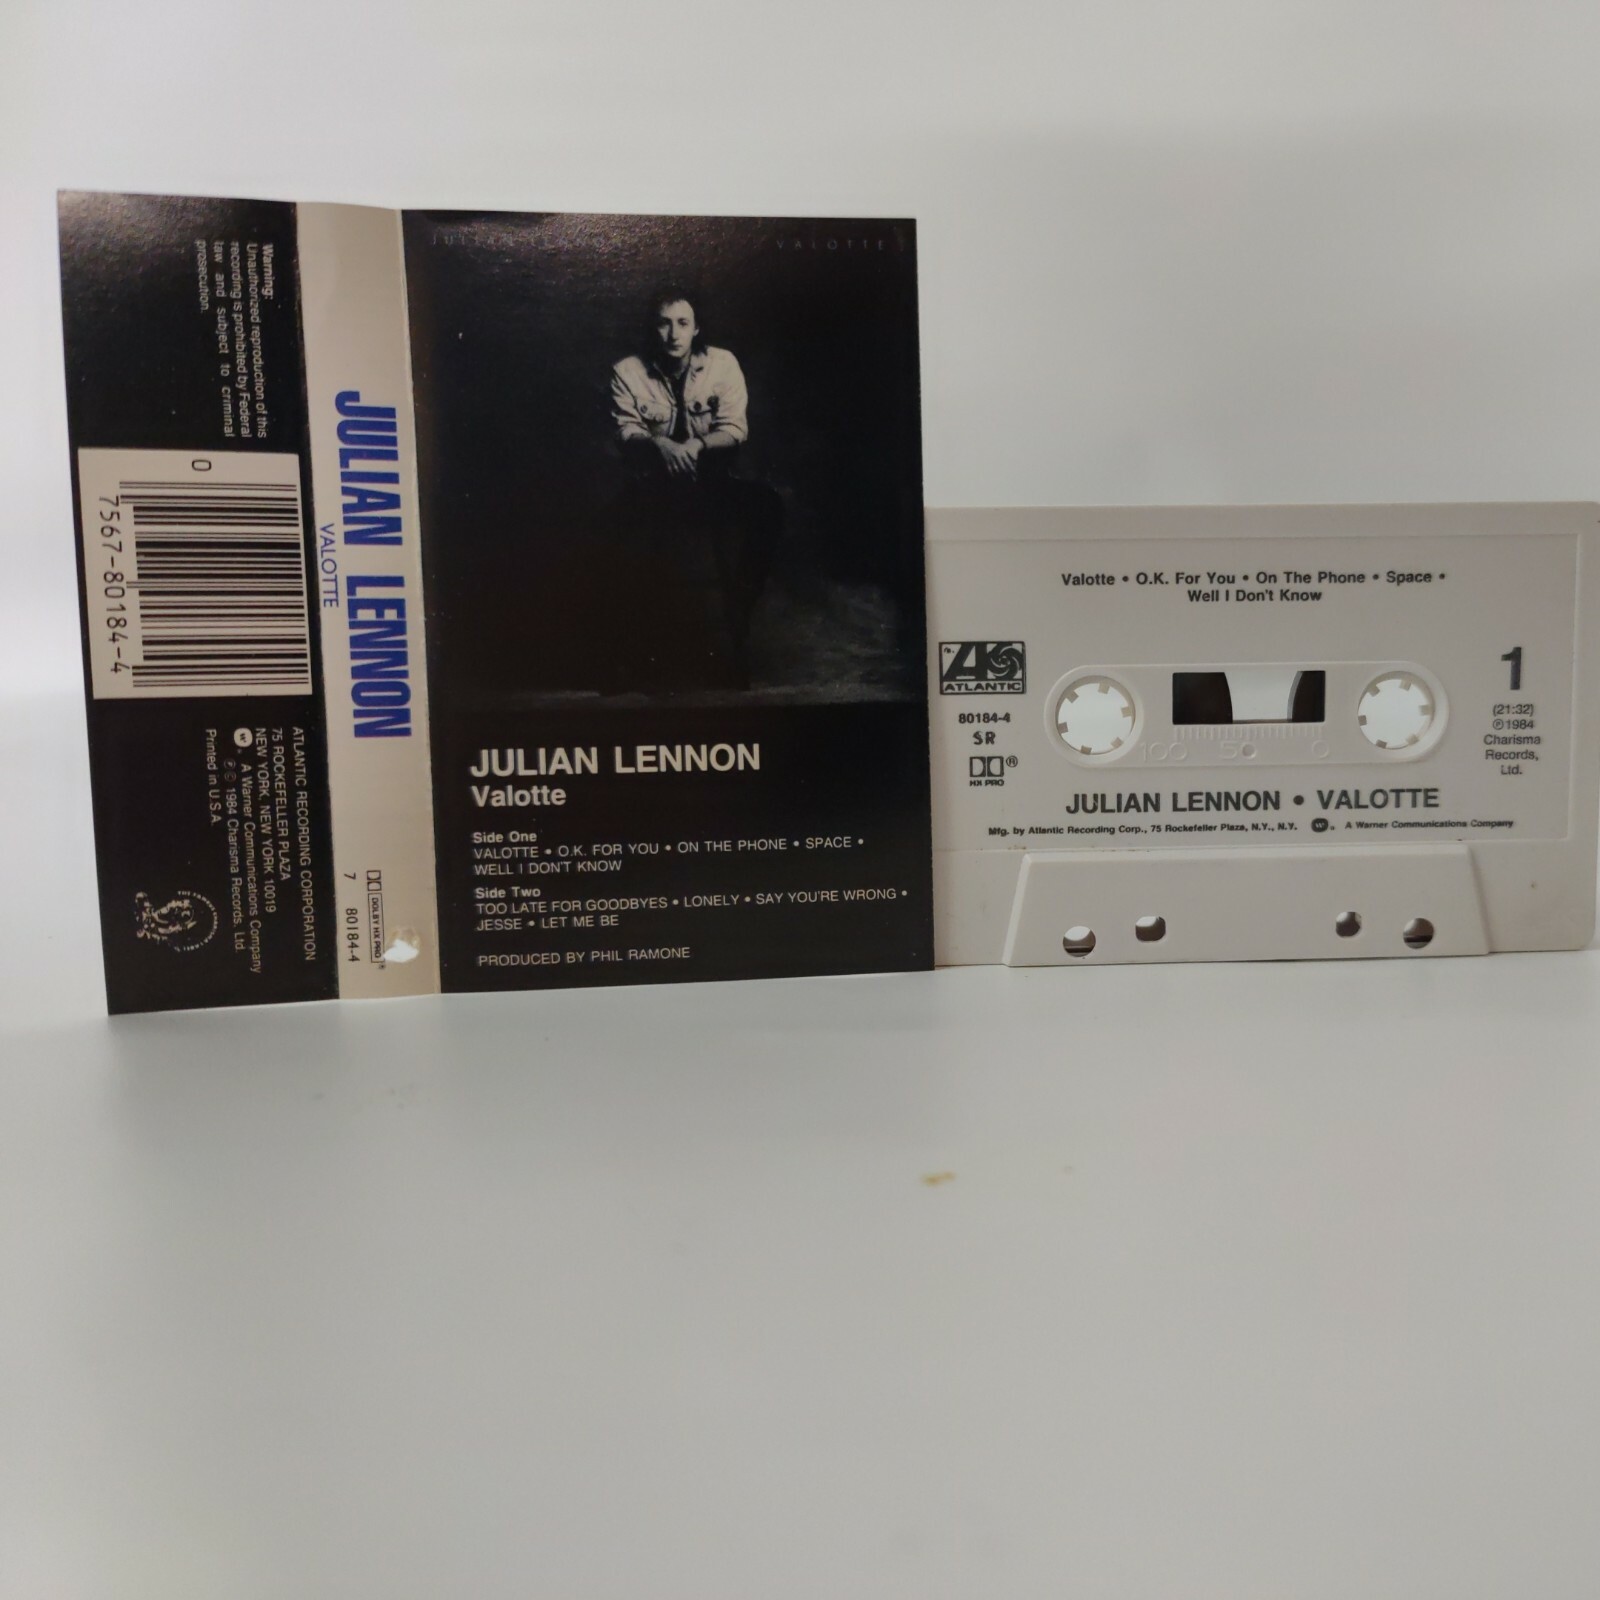 Warning:
Unauthorized reproduction of this
recording is prohibited by Federal
law and subject to criminal
prosecution.
0
7567-80184-4
ATLANTIC RECORDING CORPORATION
75 ROCKEFELLER PLAZA
NEW YORK, NEW YORK 10019
W. A Warner Communications Company
℗ © 1984 Charisma Records, Ltd.
Printed in U.S.A.
JULIAN LENNON
VALOTTE
DOLBY HX PRO®
7 80184-4
JULIAN LENNON VALOTTE
JULIAN LENNON
Valotte
Side One
VALOTTE • O.K. FOR YOU • ON THE PHONE • SPACE •
WELL I DON'T KNOW
Side Two
TOO LATE FOR GOODBYES • LONELY • SAY YOU'RE WRONG •
JESSE • LET ME BE
PRODUCED BY PHIL RAMONE
Valotte • O.K. For You • On The Phone • Space •
Well I Don't Know
ATLANTIC
80184-4
SR
®
HX PRO
100 50 0
1
(21:32)
℗ 1984
Charisma
Records,
Ltd.
JULIAN LENNON • VALOTTE
Mfg. by Atlantic Recording Corp., 75 Rockefeller Plaza, N.Y., N.Y. W. A Warner Communications Company